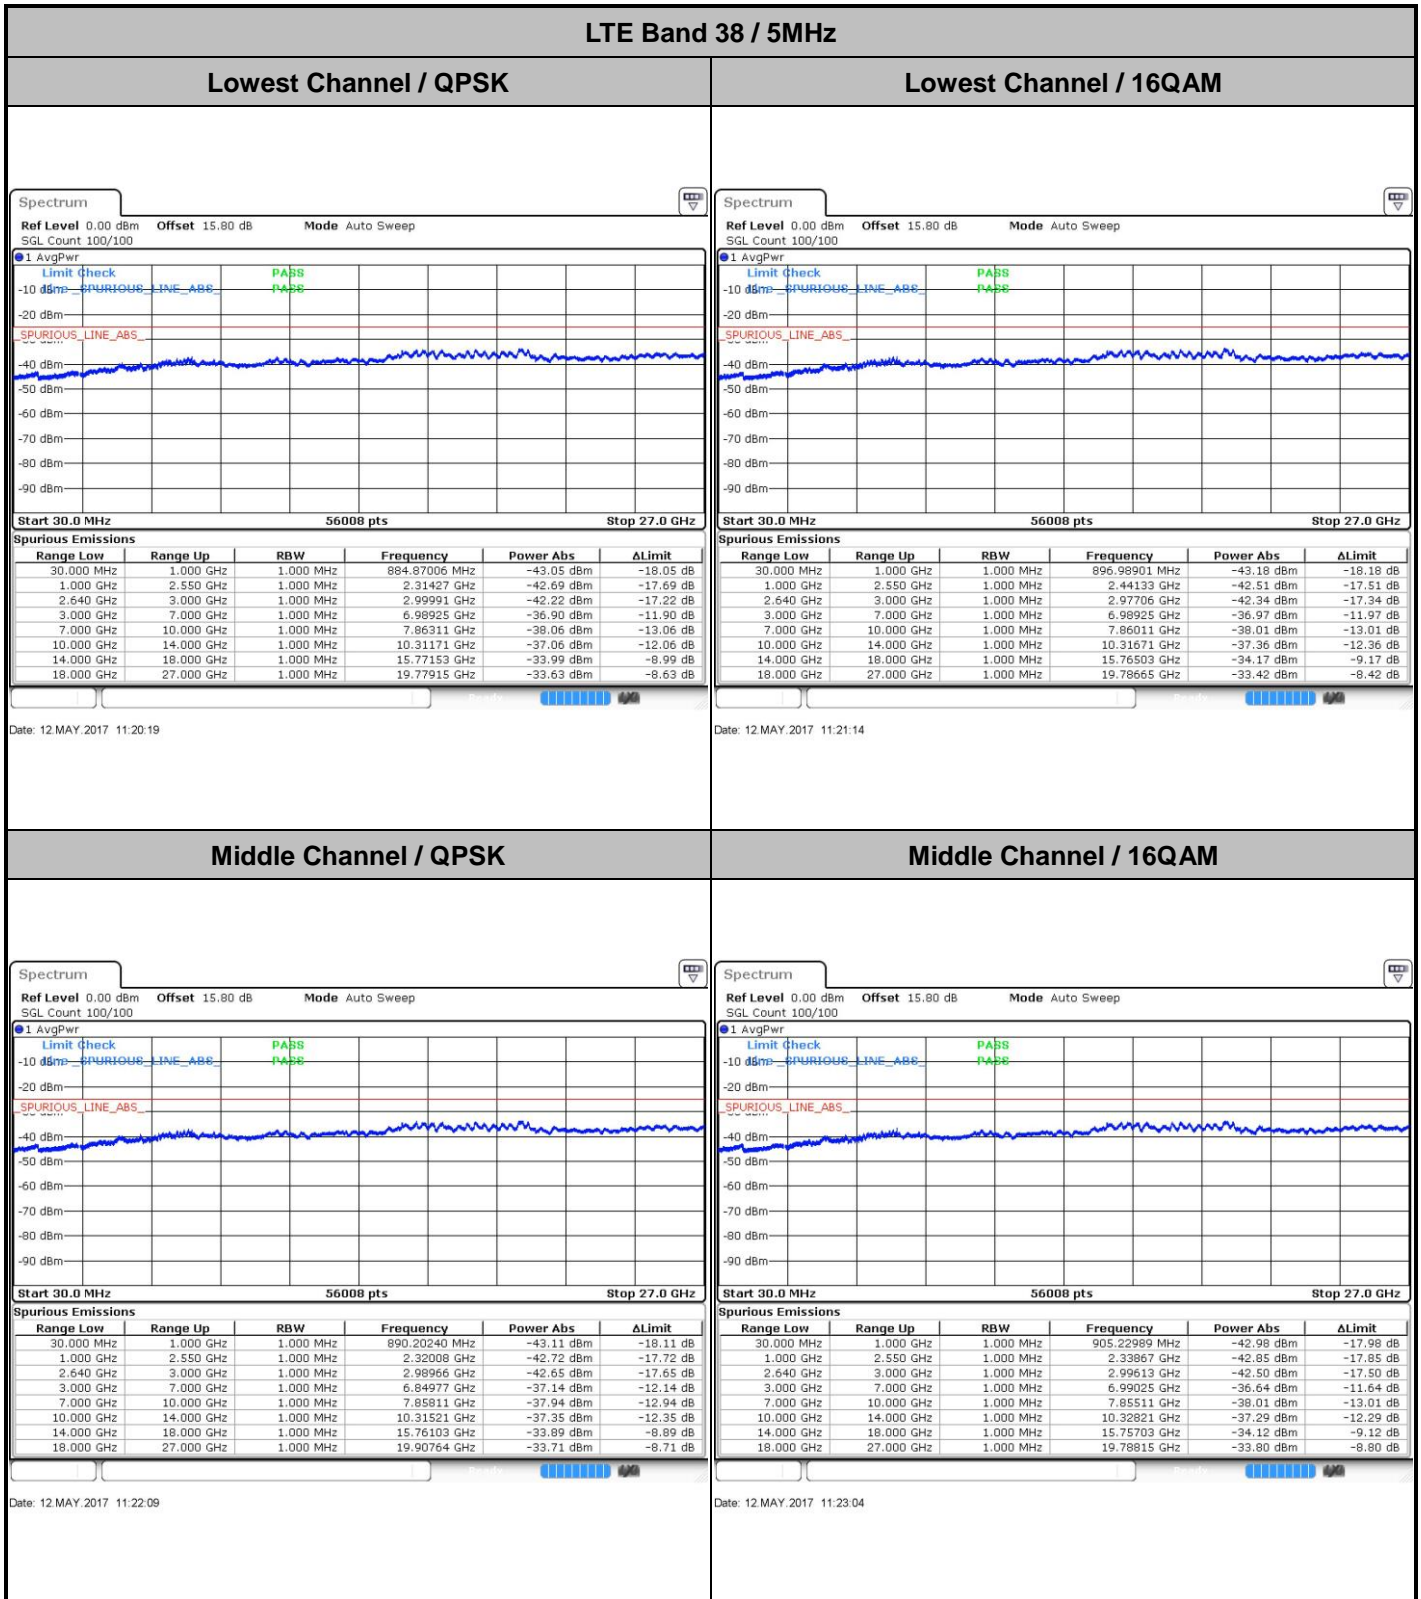 LTE Band 38 / 5MHz
Lowest Channel / QPSK
Lowest Channel / 16QAM
Spectrum
Ref Level 0.00 dBm Offset 15.80 dB Mode Auto Sweep
SGL Count 100/100
1 AvgPwr
Limit Check PASS
-10 dBm Line _SPURIOUS_LINE_ABS_ PASS
-20 dBm
_SPURIOUS_LINE_ABS_
-40 dBm
-50 dBm
-60 dBm
-70 dBm
-80 dBm
-90 dBm
Start 30.0 MHz 56008 pts Stop 27.0 GHz
Spurious Emissions
Range Low Range Up RBW Frequency Power Abs ΔLimit
30.000 MHz 1.000 GHz 1.000 MHz 884.87006 MHz -43.05 dBm -18.05 dB
1.000 GHz 2.550 GHz 1.000 MHz 2.31427 GHz -42.69 dBm -17.69 dB
2.640 GHz 3.000 GHz 1.000 MHz 2.99991 GHz -42.22 dBm -17.22 dB
3.000 GHz 7.000 GHz 1.000 MHz 6.98925 GHz -36.90 dBm -11.90 dB
7.000 GHz 10.000 GHz 1.000 MHz 7.86311 GHz -38.06 dBm -13.06 dB
10.000 GHz 14.000 GHz 1.000 MHz 10.31171 GHz -37.06 dBm -12.06 dB
14.000 GHz 18.000 GHz 1.000 MHz 15.77153 GHz -33.99 dBm -8.99 dB
18.000 GHz 27.000 GHz 1.000 MHz 19.77915 GHz -33.63 dBm -8.63 dB
Date: 12.MAY.2017 11:20:19
Spectrum
Ref Level 0.00 dBm Offset 15.80 dB Mode Auto Sweep
SGL Count 100/100
1 AvgPwr
Limit Check PASS
-10 dBm Line _SPURIOUS_LINE_ABS_ PASS
-20 dBm
_SPURIOUS_LINE_ABS_
-40 dBm
-50 dBm
-60 dBm
-70 dBm
-80 dBm
-90 dBm
Start 30.0 MHz 56008 pts Stop 27.0 GHz
Spurious Emissions
Range Low Range Up RBW Frequency Power Abs ΔLimit
30.000 MHz 1.000 GHz 1.000 MHz 896.98901 MHz -43.18 dBm -18.18 dB
1.000 GHz 2.550 GHz 1.000 MHz 2.44133 GHz -42.51 dBm -17.51 dB
2.640 GHz 3.000 GHz 1.000 MHz 2.97706 GHz -42.34 dBm -17.34 dB
3.000 GHz 7.000 GHz 1.000 MHz 6.98925 GHz -36.97 dBm -11.97 dB
7.000 GHz 10.000 GHz 1.000 MHz 7.86011 GHz -38.01 dBm -13.01 dB
10.000 GHz 14.000 GHz 1.000 MHz 10.31671 GHz -37.36 dBm -12.36 dB
14.000 GHz 18.000 GHz 1.000 MHz 15.76503 GHz -34.17 dBm -9.17 dB
18.000 GHz 27.000 GHz 1.000 MHz 19.78665 GHz -33.42 dBm -8.42 dB
Date: 12.MAY.2017 11:21:14
Middle Channel / QPSK
Middle Channel / 16QAM
Spectrum
Ref Level 0.00 dBm Offset 15.80 dB Mode Auto Sweep
SGL Count 100/100
1 AvgPwr
Limit Check PASS
-10 dBm Line _SPURIOUS_LINE_ABS_ PASS
-20 dBm
_SPURIOUS_LINE_ABS_
-40 dBm
-50 dBm
-60 dBm
-70 dBm
-80 dBm
-90 dBm
Start 30.0 MHz 56008 pts Stop 27.0 GHz
Spurious Emissions
Range Low Range Up RBW Frequency Power Abs ΔLimit
30.000 MHz 1.000 GHz 1.000 MHz 890.20240 MHz -43.11 dBm -18.11 dB
1.000 GHz 2.550 GHz 1.000 MHz 2.32008 GHz -42.72 dBm -17.72 dB
2.640 GHz 3.000 GHz 1.000 MHz 2.98966 GHz -42.65 dBm -17.65 dB
3.000 GHz 7.000 GHz 1.000 MHz 6.84977 GHz -37.14 dBm -12.14 dB
7.000 GHz 10.000 GHz 1.000 MHz 7.85811 GHz -37.94 dBm -12.94 dB
10.000 GHz 14.000 GHz 1.000 MHz 10.31521 GHz -37.35 dBm -12.35 dB
14.000 GHz 18.000 GHz 1.000 MHz 15.76103 GHz -33.89 dBm -8.89 dB
18.000 GHz 27.000 GHz 1.000 MHz 19.90764 GHz -33.71 dBm -8.71 dB
Date: 12.MAY.2017 11:22:09
Spectrum
Ref Level 0.00 dBm Offset 15.80 dB Mode Auto Sweep
SGL Count 100/100
1 AvgPwr
Limit Check PASS
-10 dBm Line _SPURIOUS_LINE_ABS_ PASS
-20 dBm
_SPURIOUS_LINE_ABS_
-40 dBm
-50 dBm
-60 dBm
-70 dBm
-80 dBm
-90 dBm
Start 30.0 MHz 56008 pts Stop 27.0 GHz
Spurious Emissions
Range Low Range Up RBW Frequency Power Abs ΔLimit
30.000 MHz 1.000 GHz 1.000 MHz 905.22989 MHz -42.98 dBm -17.98 dB
1.000 GHz 2.550 GHz 1.000 MHz 2.33867 GHz -42.85 dBm -17.85 dB
2.640 GHz 3.000 GHz 1.000 MHz 2.99613 GHz -42.50 dBm -17.50 dB
3.000 GHz 7.000 GHz 1.000 MHz 6.99025 GHz -36.64 dBm -11.64 dB
7.000 GHz 10.000 GHz 1.000 MHz 7.85511 GHz -38.01 dBm -13.01 dB
10.000 GHz 14.000 GHz 1.000 MHz 10.32821 GHz -37.29 dBm -12.29 dB
14.000 GHz 18.000 GHz 1.000 MHz 15.75703 GHz -34.12 dBm -9.12 dB
18.000 GHz 27.000 GHz 1.000 MHz 19.78815 GHz -33.80 dBm -8.80 dB
Date: 12.MAY.2017 11:23:04